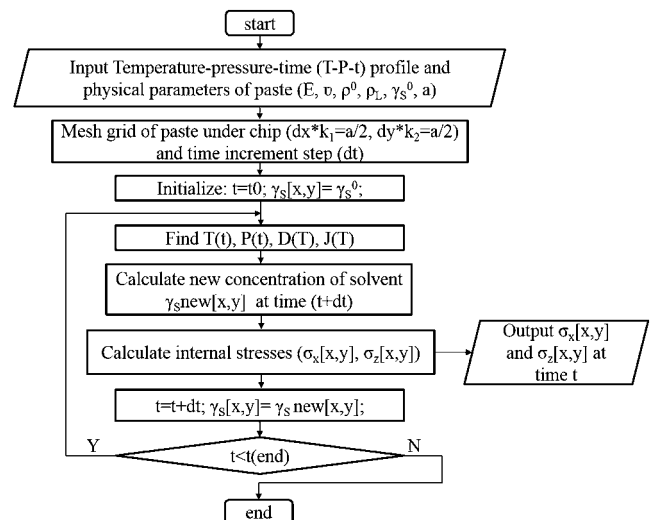 start
Input Temperature-pressure-time (T-P-t) profile and
physical parameters of paste (E, υ, ρ⁰, ρL, γS⁰, a)
Mesh grid of paste under chip (dx*k₁=a/2, dy*k₂=a/2)
and time increment step (dt)
Initialize: t=t0; γS[x,y]= γS⁰;
Find T(t), P(t), D(T), J(T)
Calculate new concentration of solvent
γSnew[x,y] at time (t+dt)
Calculate internal stresses (σx[x,y], σz[x,y])
Output σx[x,y]
and σz[x,y] at
time t
t=t+dt; γS[x,y]= γS new[x,y];
Y
t<t(end)
N
end